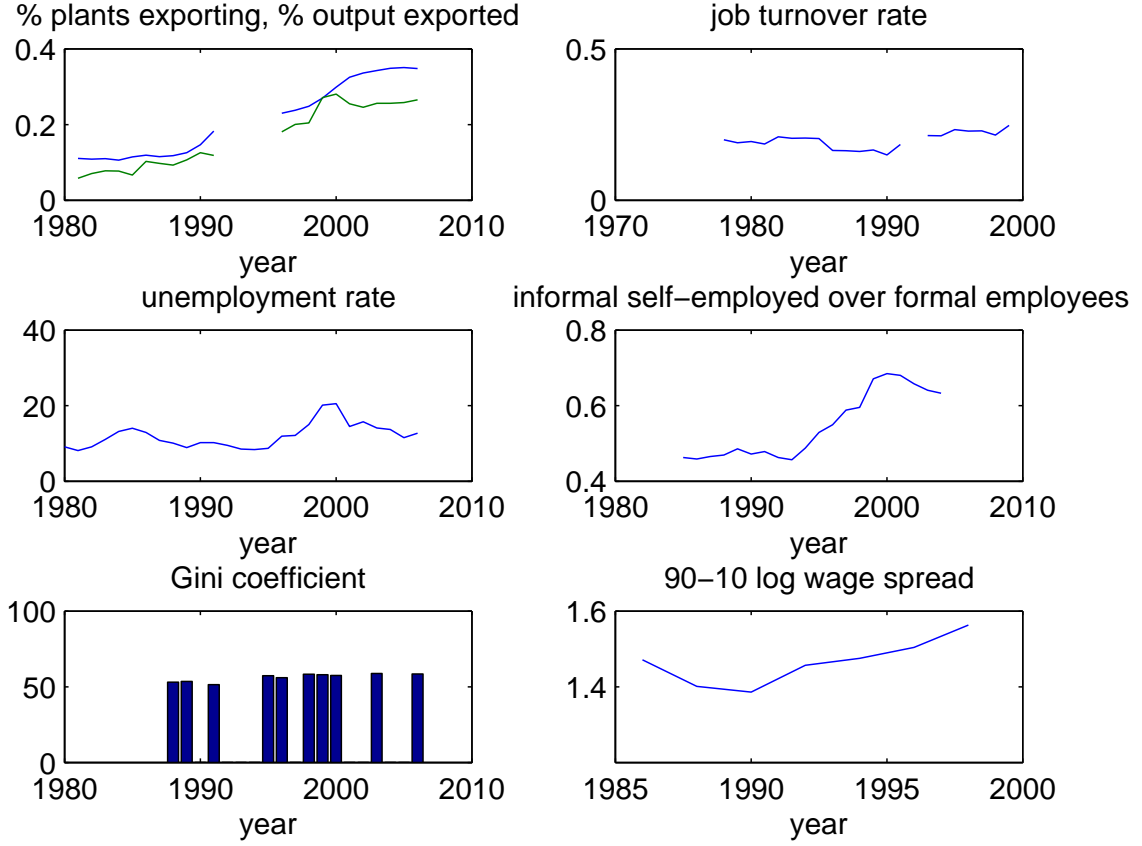 % plants exporting, % output exported
0.4
0.2
0
1980 1990 2000 2010
year
job turnover rate
0.5
0
1970 1980 1990 2000
year
unemployment rate
40
20
0
1980 1990 2000 2010
year
informal self−employed over formal employees
0.8
0.6
0.4
1980 1990 2000 2010
year
Gini coefficient
100
50
0
1980 1990 2000 2010
year
90−10 log wage spread
1.6
1.4
1985 1990 1995 2000
year